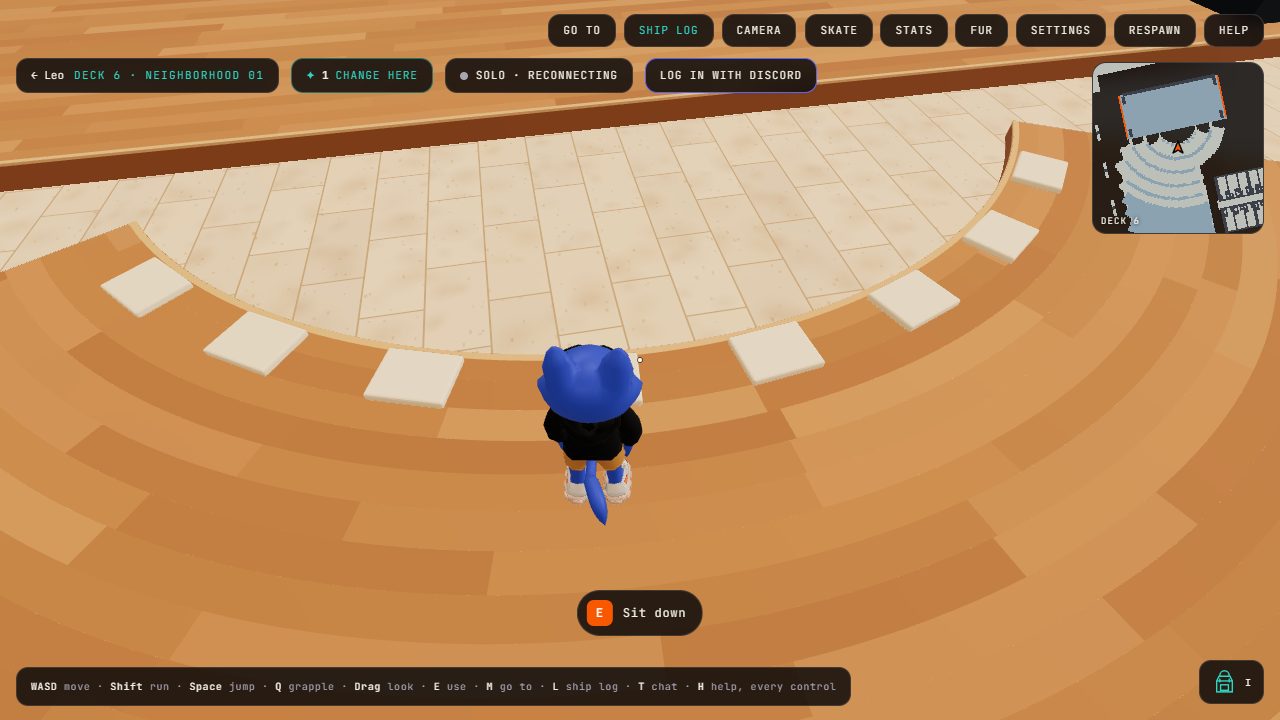 GO TO
SHIP LOG
CAMERA
SKATE
STATS
FUR
SETTINGS
RESPAWN
HELP
← Leo DECK 6 · NEIGHBORHOOD 01
✦ 1 CHANGE HERE
SOLO · RECONNECTING
LOG IN WITH DISCORD
DECK 6
E Sit down
WASD move · Shift run · Space jump · Q grapple · Drag look · E use · M go to · L ship log · T chat · H help, every control
I